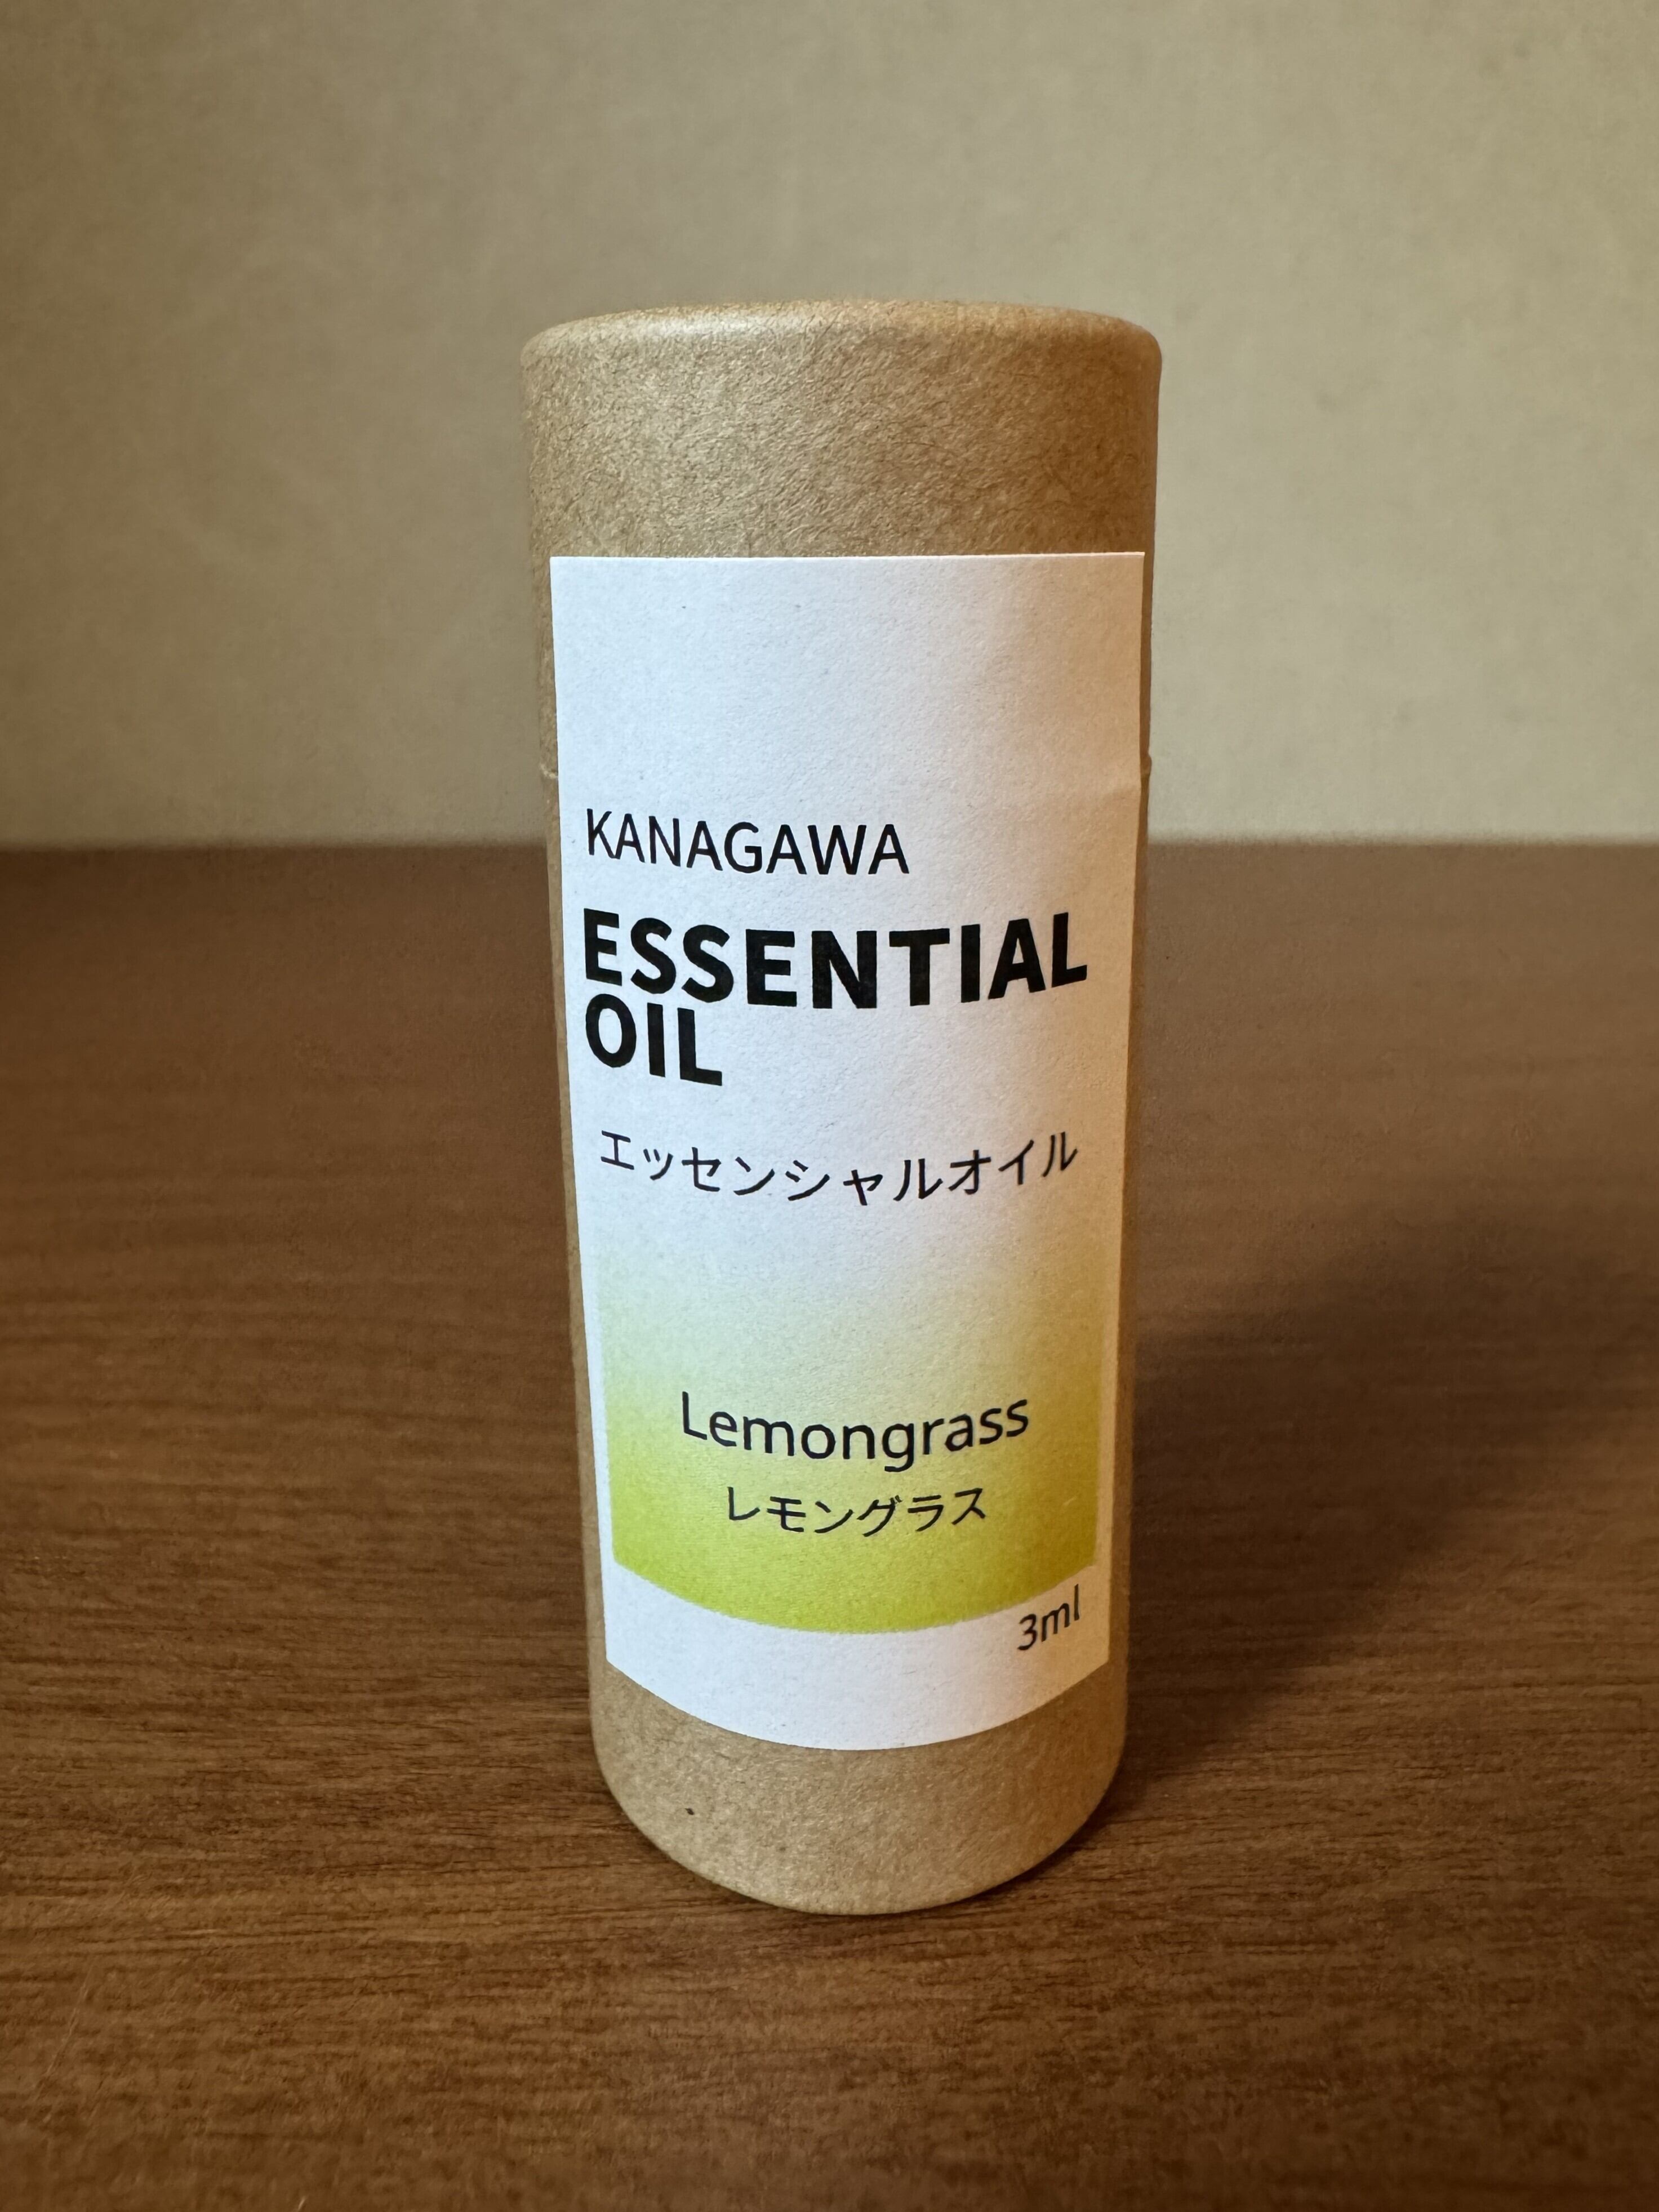 KANAGAWA
ESSENTIAL
OIL
エッセンシャルオイル
Lemongrass
レモングラス
3ml